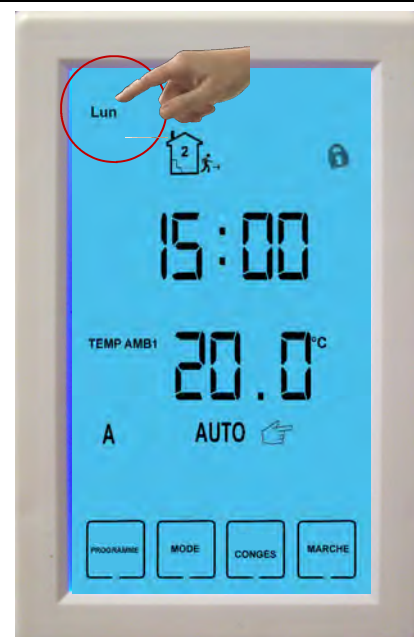 Lun
2
15:00
TEMP AMB1 20.0°C
A AUTO
PROGRAMME MODE CONGES MARCHE